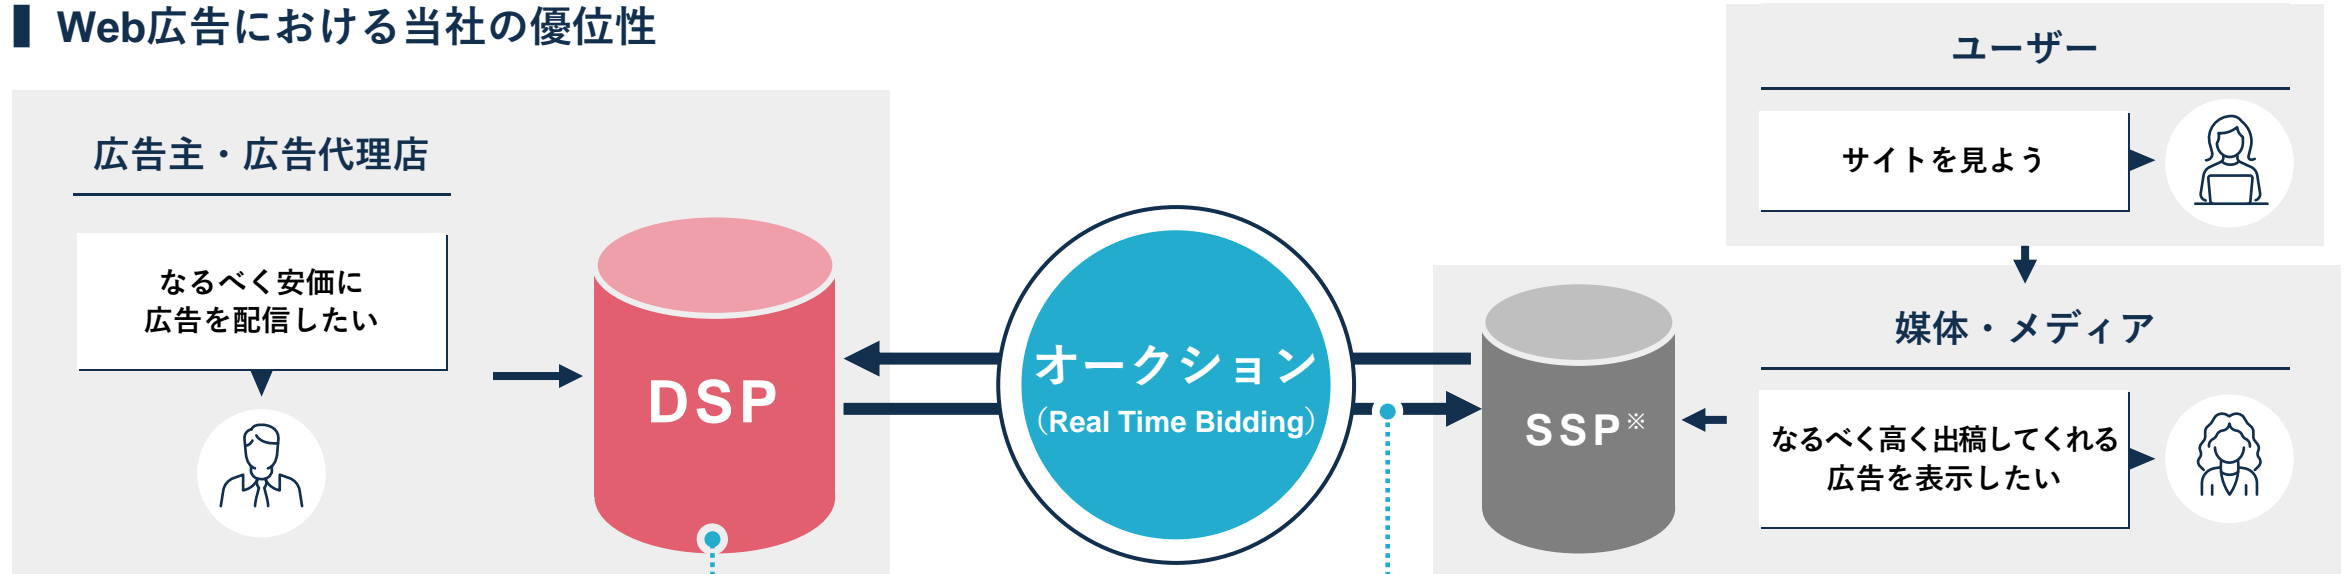 Web広告における当社の優位性
広告主・広告代理店
なるべく安価に
広告を配信したい
DSP
オークション
（Real Time Bidding）
SSP※
ユーザー
サイトを見よう
媒体・メディア
なるべく高く出稿してくれる
広告を表示したい